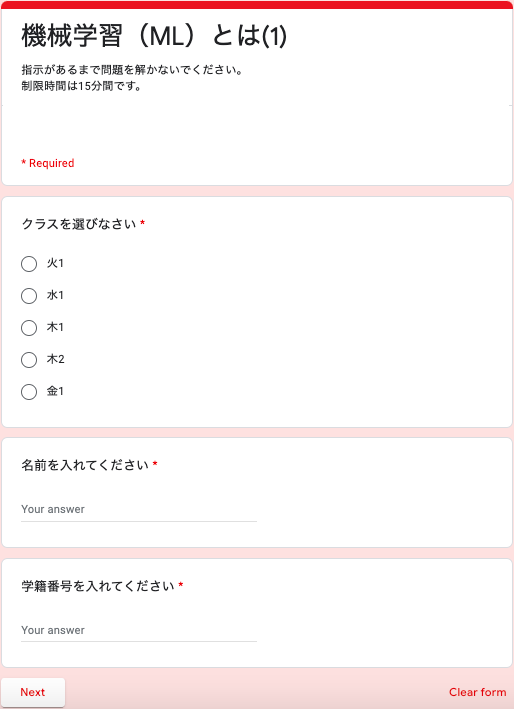 機械学習（ML）とは(1)
指示があるまで問題を解かないでください。
制限時間は15分間です。
* Required
クラスを選びなさい *
火1
水1
木1
木2
金1
名前を入れてください *
Your answer
学籍番号を入れてください *
Your answer
Next
Clear form